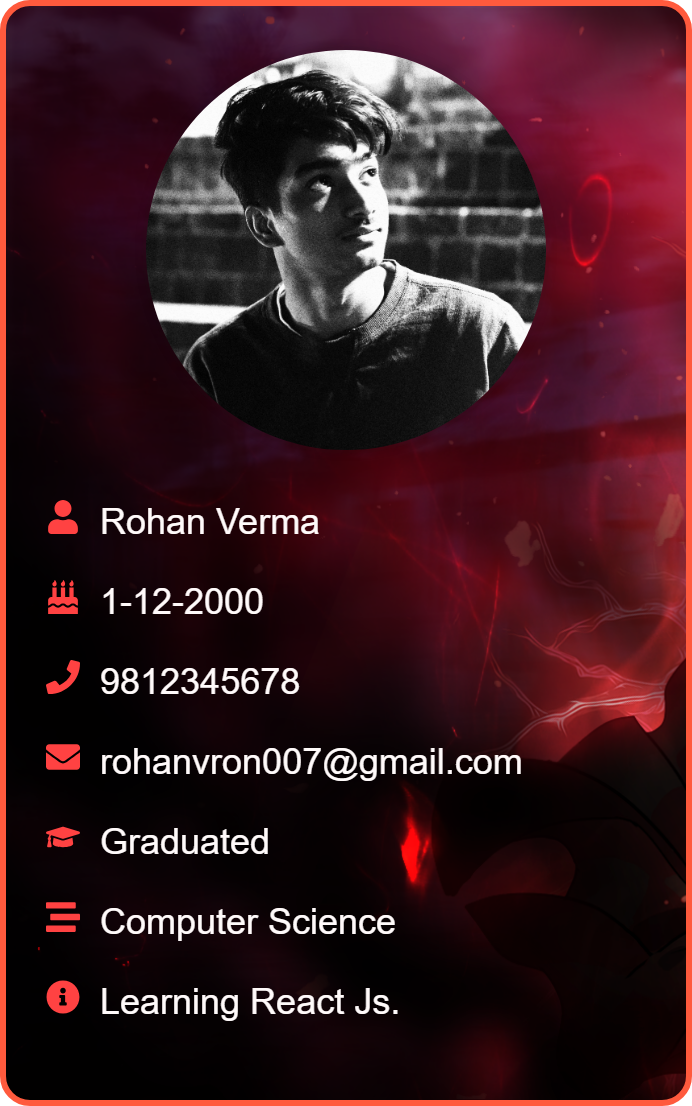 Rohan Verma
1-12-2000
9812345678
rohanvron007@gmail.com
Graduated
Computer Science
Learning React Js.